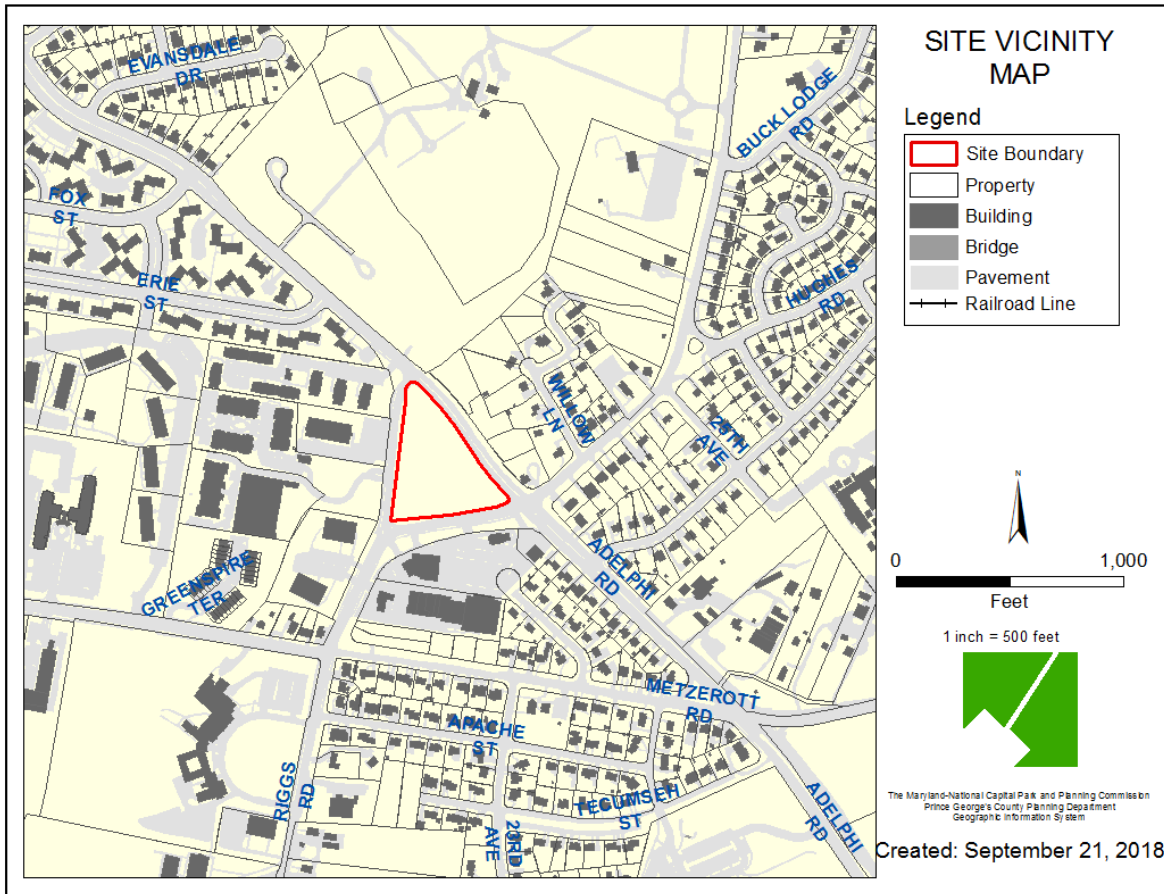 SITE VICINITY
MAP
Legend
Site Boundary
Property
Building
Bridge
Pavement
Railroad Line
EVANSDALE
DR
BUCK LODGE
RD
FOX
ST
ERIE
ST
HUGHES
RD
WILLOW
LN
25TH
AVE
GREENSPIRE
TER
ADELPHI
RD
METZEROTT
RD
APACHE
ST
RIGGS
RD
TECUMSEH
ST
23RD
AVE
ADELPHI
RD
N
0 1,000
Feet
1 inch = 500 feet
The Maryland-National Capital Park and Planning Commission
Prince George's County Planning Department
Geographic Information System
Created: September 21, 2018